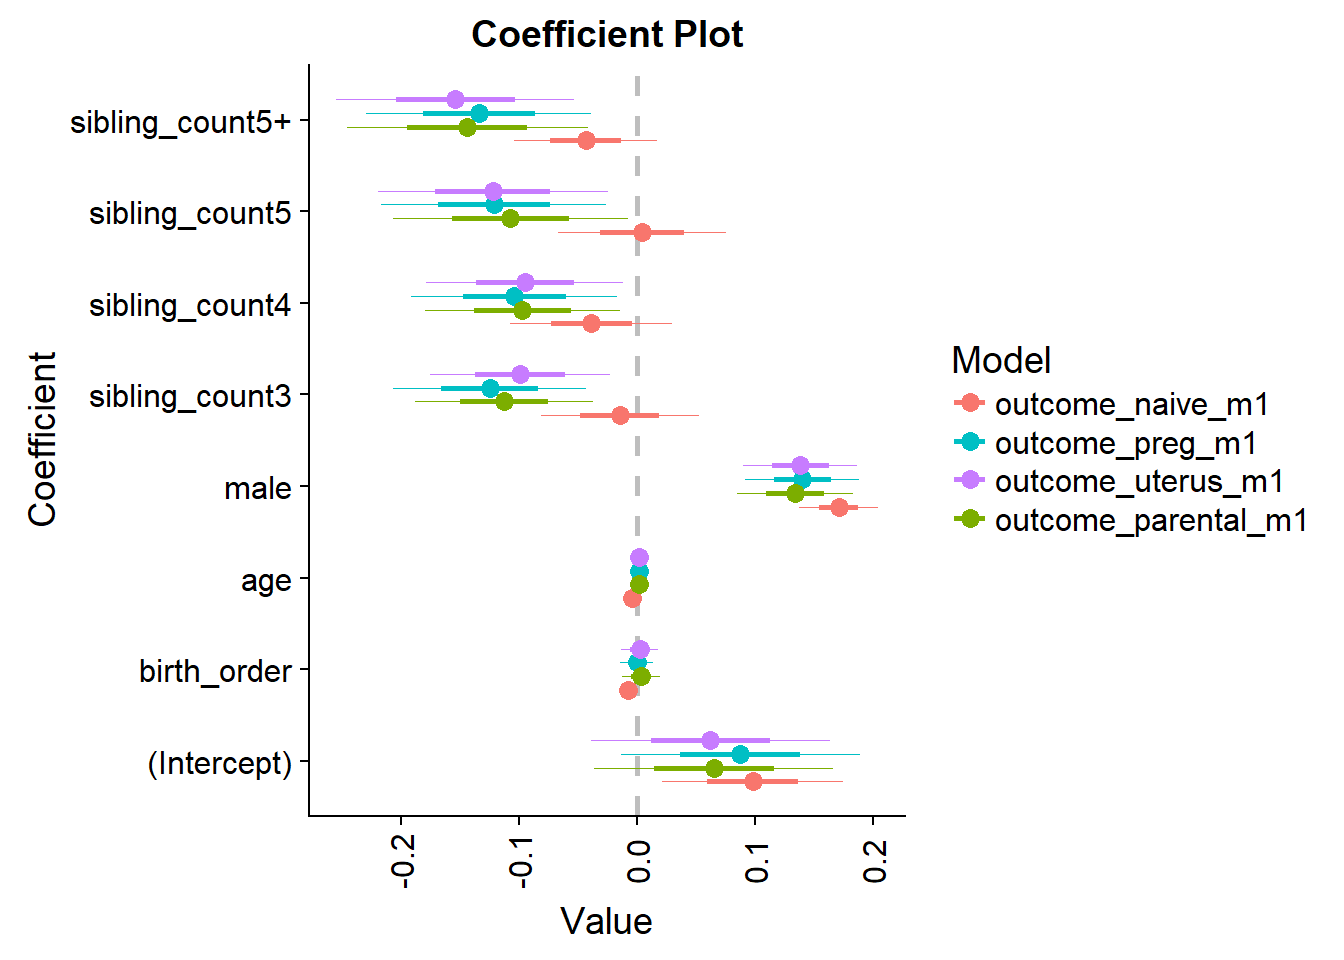 Coefficient Plot
sibling_count5+
sibling_count5
sibling_count4
sibling_count3
male
age
birth_order
(Intercept)
Coefficient
-0.2
-0.1
0.0
0.1
0.2
Value
Model
outcome_naive_m1
outcome_preg_m1
outcome_uterus_m1
outcome_parental_m1